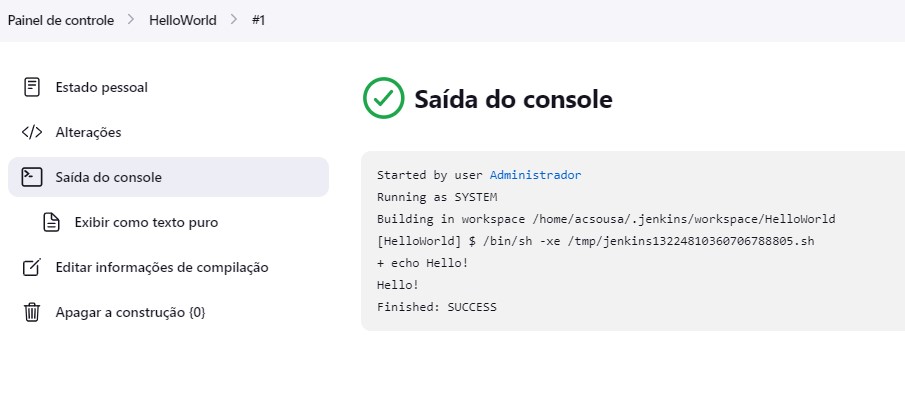 Painel de controle > HelloWorld > #1
Estado pessoal
Alterações
Saída do console
Exibir como texto puro
Editar informações de compilação
Apagar a construção {0}
Saída do console
Started by user Administrador
Running as SYSTEM
Building in workspace /home/acsousa/.jenkins/workspace/HelloWorld
[HelloWorld] $ /bin/sh -xe /tmp/jenkins13224810360706788805.sh
+ echo Hello!
Hello!
Finished: SUCCESS